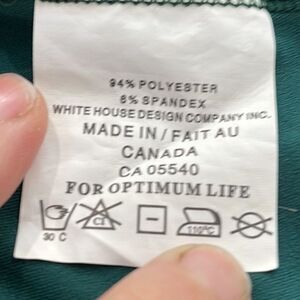 94% POLYESTER
6% SPANDEX
WHITE HOUSE DESIGN COMPANY INC.
MADE IN / FAIT AU
CANADA
CA 05540
FOR OPTIMUM LIFE
CL
110°C
30 C